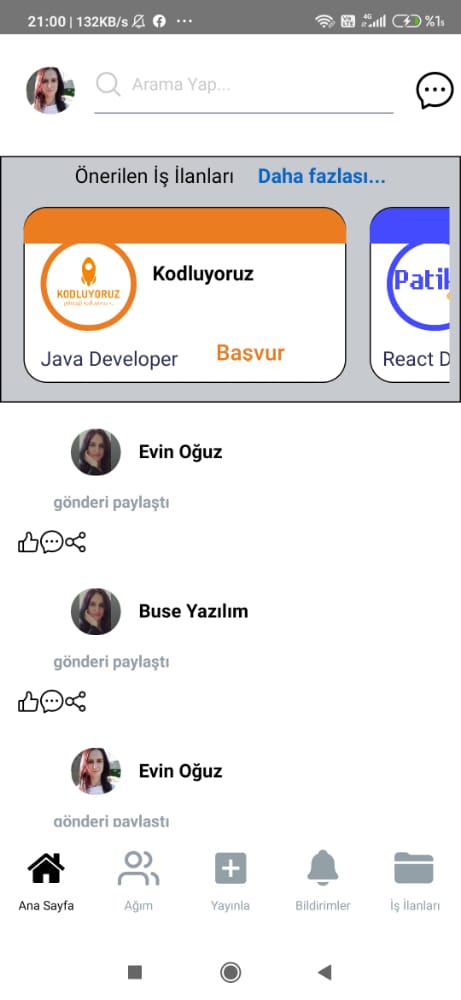 21:00 | 132KB/s
4G
%15
Arama Yap...
Önerilen İş İlanları Daha fazlası...
KODLUYORUZ
Kodluyoruz
Java Developer
Başvur
Patik
React D
Evin Oğuz
gönderi paylaştı
Buse Yazılım
gönderi paylaştı
Evin Oğuz
gönderi paylaştı
Ana Sayfa
Ağım
Yayınla
Bildirimler
İş İlanları